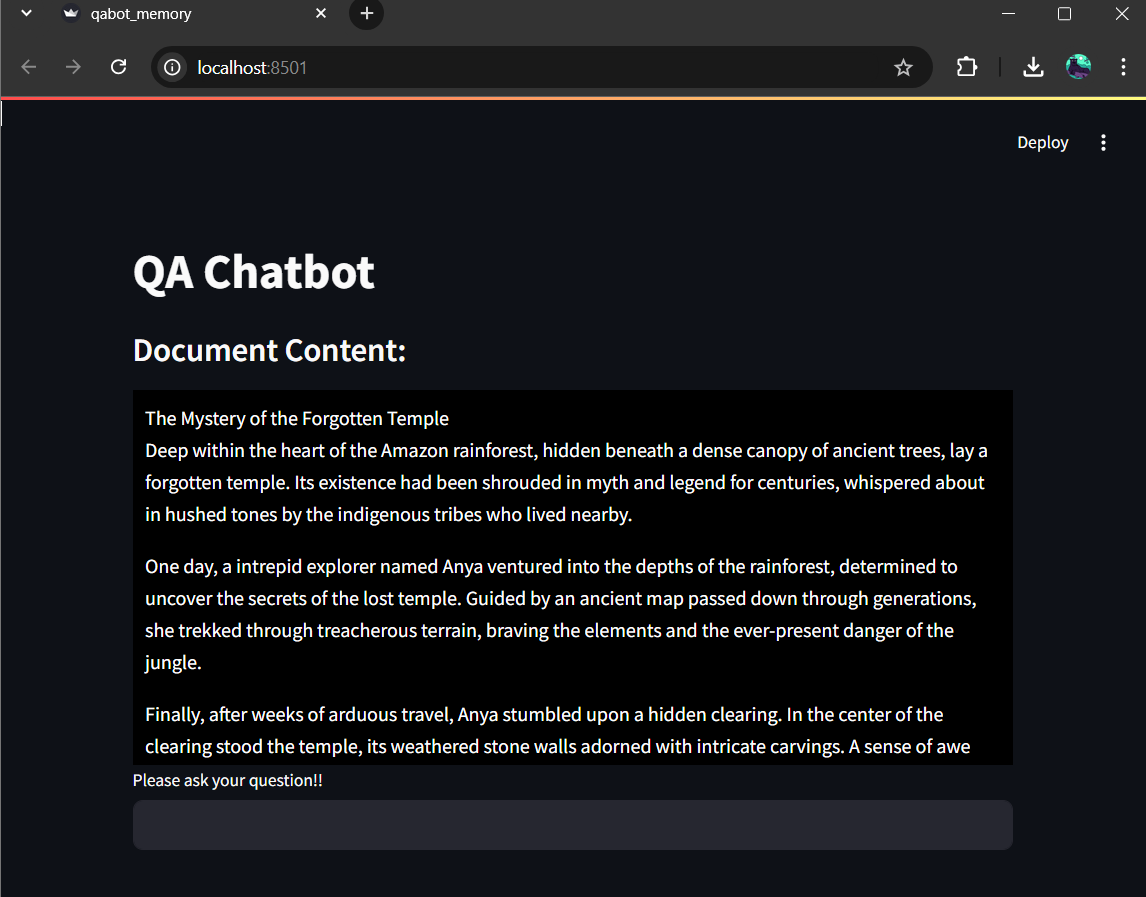 qabot_memory
localhost:8501
Deploy
QA Chatbot
Document Content:
The Mystery of the Forgotten Temple
Deep within the heart of the Amazon rainforest, hidden beneath a dense canopy of ancient trees, lay a
forgotten temple. Its existence had been shrouded in myth and legend for centuries, whispered about
in hushed tones by the indigenous tribes who lived nearby.
One day, a intrepid explorer named Anya ventured into the depths of the rainforest, determined to
uncover the secrets of the lost temple. Guided by an ancient map passed down through generations,
she trekked through treacherous terrain, braving the elements and the ever-present danger of the
jungle.
Finally, after weeks of arduous travel, Anya stumbled upon a hidden clearing. In the center of the
clearing stood the temple, its weathered stone walls adorned with intricate carvings. A sense of awe
Please ask your question!!